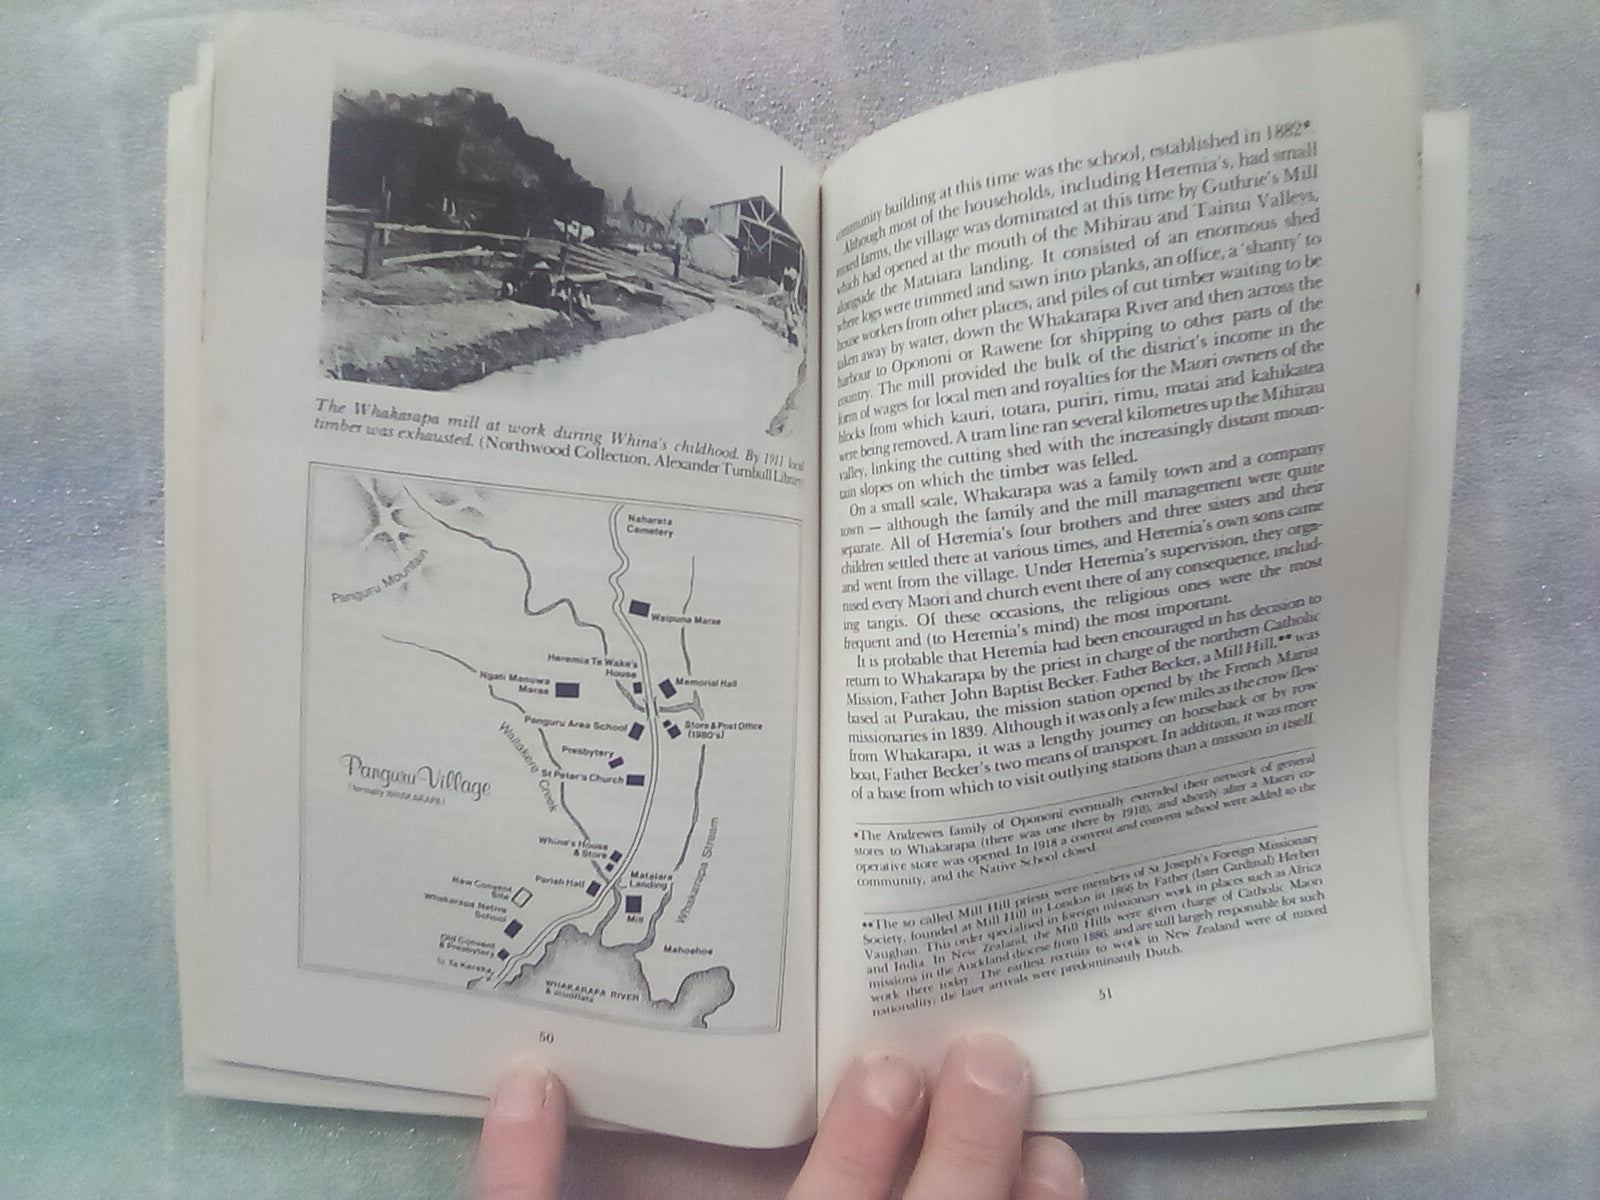 The Whakarapa mill at work during Whina's childhood. By 1911 local
timber was exhausted. (Northwood Collection, Alexander Turnbull Library)
Naharata
Cemetery
Panguru Mountain
Waipuna Marae
Heremia Te Wake's
House
Ngati Manuwa
Marae
Memorial Hall
Panguru Area School
Store & Post Office
(1980's)
Presbytery
St Peter's Church
Waitakere Creek
Panguru Village
(formally WHAKARAPA)
Whina's House
& Store
Parish Hall
Mataiara
Landing
Whakarapa Stream
New Convent
Site
Mill
Whakarapa Native
School
Old Convent
& Presbytery
To Te Karaka
Mahoehoe
WHAKARAPA RIVER
& mudflats
50
community building at this time was the school, established in 1882*.
Although most of the households, including Heremia's, had small
mixed farms, the village was dominated at this time by Guthrie's Mill
which had opened at the mouth of the Mihirau and Tainui Valleys,
alongside the Mataiara landing. It consisted of an enormous shed
where logs were trimmed and sawn into planks, an office, a 'shanty' to
house workers from other places, and piles of cut timber waiting to be
taken away by water, down the Whakarapa River and then across the
harbour to Opononi or Rawene for shipping to other parts of the
country. The mill provided the bulk of the district's income in the
form of wages for local men and royalties for the Maori owners of the
blocks from which kauri, totara, puriri, rimu, matai and kahikatea
were being removed. A tram line ran several kilometres up the Mihirau
valley, linking the cutting shed with the increasingly distant moun-
tain slopes on which the timber was felled.
On a small scale, Whakarapa was a family town and a company
town — although the family and the mill management were quite
separate. All of Heremia's four brothers and three sisters and their
children settled there at various times, and Heremia's own sons came
and went from the village. Under Heremia's supervision, they orga-
nised every Maori and church event there of any consequence, includ-
ing tangis. Of these occasions, the religious ones were the most
frequent and (to Heremia's mind) the most important.
It is probable that Heremia had been encouraged in his decision to
return to Whakarapa by the priest in charge of the northern Catholic
Mission, Father John Baptist Becker. Father Becker, a Mill Hill,** was
based at Purakau, the mission station opened by the French Marist
missionaries in 1839. Although it was only a few miles as the crow flew
from Whakarapa, it was a lengthy journey on horseback or by row
boat, Father Becker's two means of transport. In addition, it was more
of a base from which to visit outlying stations than a mission in itself.
*The Andrewes family of Opononi eventually extended their network of general
stores to Whakarapa (there was one there by 1910), and shortly after a Maori co-
operative store was opened. In 1918 a convent and convent school were added to the
community, and the Native School closed.
**The so called Mill Hill priests were members of St Joseph's Foreign Missionary
Society, founded at Mill Hill in London in 1866 by Father (later Cardinal) Herbert
Vaughan. This order specialised in foreign missionary work in places such as Africa
and India. In New Zealand, the Mill Hills were given charge of Catholic Maori
missions in the Auckland diocese from 1886, and are still largely responsible for such
work there today. The earliest recruits to work in New Zealand were of mixed
nationality; the later arrivals were predominantly Dutch.
51